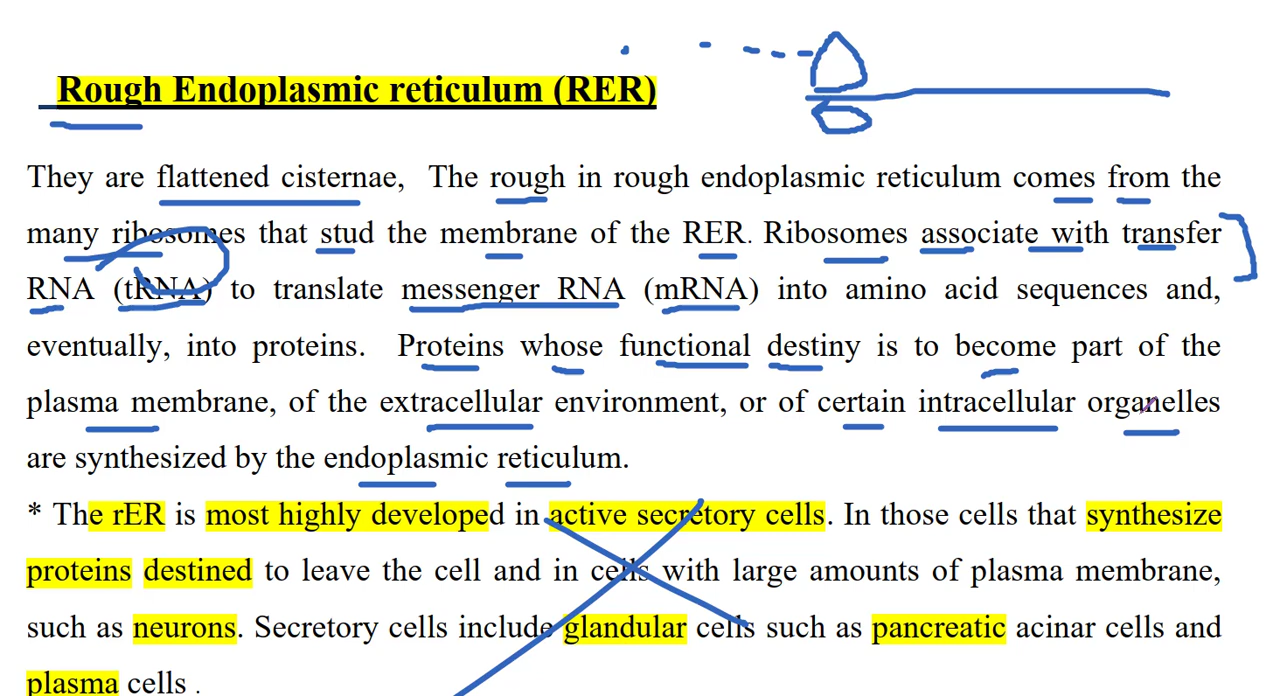 Rough Endoplasmic reticulum (RER)
They are flattened cisternae, The rough in rough endoplasmic reticulum comes from the
many ribosomes that stud the membrane of the RER. Ribosomes associate with transfer
RNA (tRNA) to translate messenger RNA (mRNA) into amino acid sequences and,
eventually, into proteins. Proteins whose functional destiny is to become part of the
plasma membrane, of the extracellular environment, or of certain intracellular organelles
are synthesized by the endoplasmic reticulum.
* The rER is most highly developed in active secretory cells. In those cells that synthesize
proteins destined to leave the cell and in cells with large amounts of plasma membrane,
such as neurons. Secretory cells include glandular cells such as pancreatic acinar cells and
plasma cells .